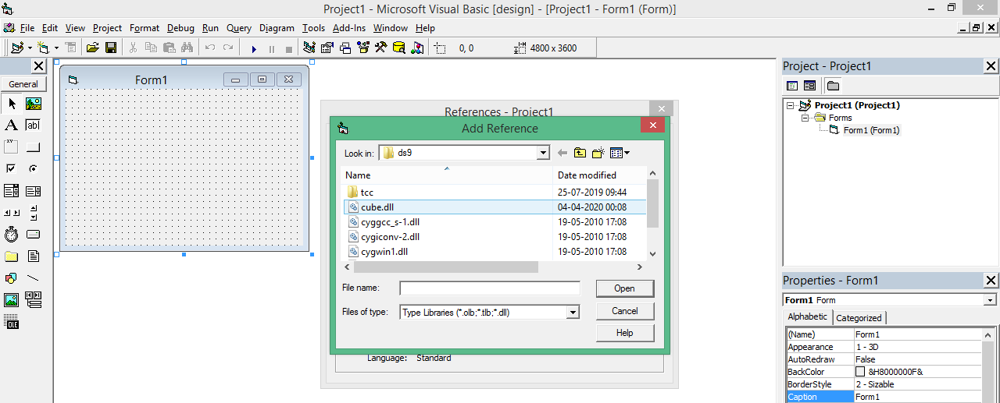 Project1 - Microsoft Visual Basic [design] - [Project1 - Form1 (Form)]
File Edit View Project Format Debug Run Query Diagram Tools Add-Ins Window Help
0, 0
4800 x 3600
General
A
ab
xy
OLE
Form1
References - Project1
Add Reference
Look in:
ds9
Name
Date modified
tcc
25-07-2019 09:44
cube.dll
04-04-2020 00:08
cyggcc_s-1.dll
19-05-2010 17:08
cygiconv-2.dll
19-05-2010 17:08
cygwin1.dll
19-05-2010 17:08
File name:
Open
Files of type:
Type Libraries (*.olb;*.tlb;*.dll)
Cancel
Help
Language: Standard
Project - Project1
Project1 (Project1)
Forms
Form1 (Form1)
Properties - Form1
Form1 Form
Alphabetic
Categorized
(Name) Form1
Appearance 1 - 3D
AutoRedraw False
BackColor &H8000000F&
BorderStyle 2 - Sizable
Caption Form1